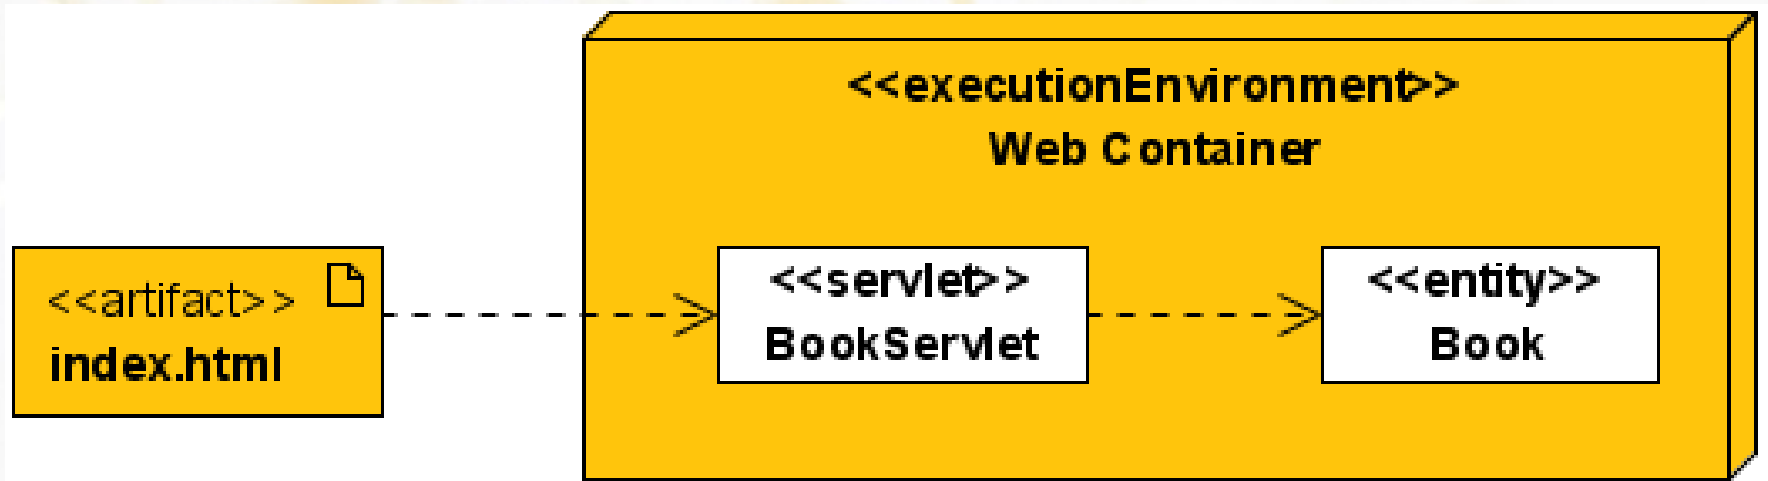 <<executionEnvironment>>
Web Container
<<artifact>>
index.html
<<servlet>>
BookServlet
<<entity>>
Book